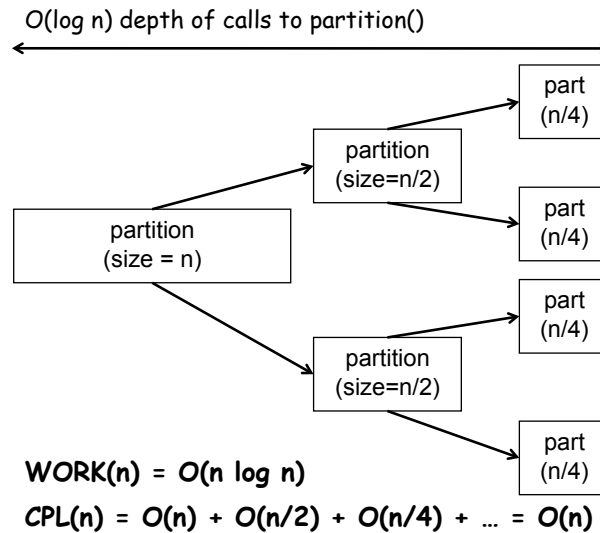 O(log n) depth of calls to partition()
part
(n/4)
partition
(size=n/2)
part
(n/4)
partition
(size = n)
part
(n/4)
partition
(size=n/2)
part
(n/4)
WORK(n) = O(n log n)
CPL(n) = O(n) + O(n/2) + O(n/4) + … = O(n)